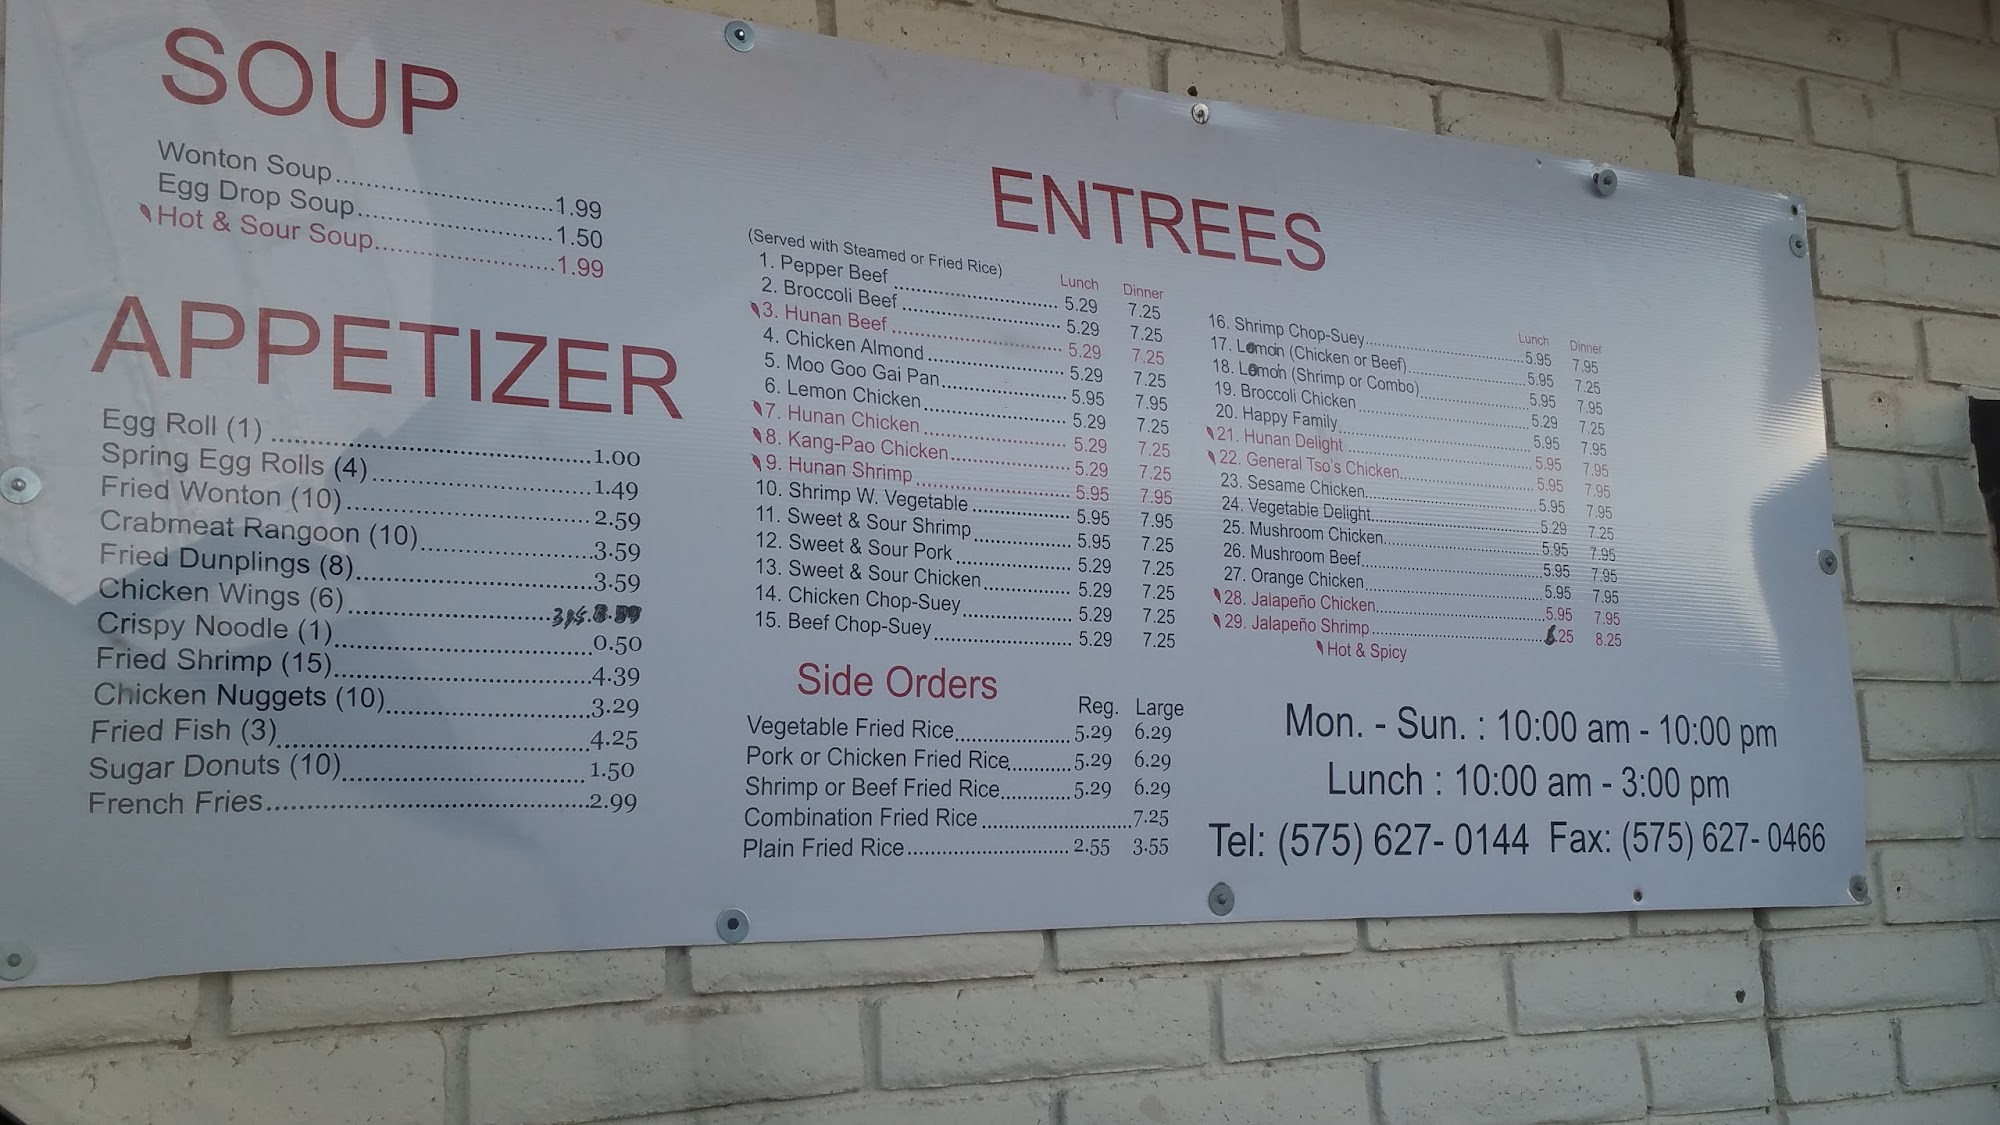 SOUP
Wonton Soup 1.99
Egg Drop Soup 1.50
Hot & Sour Soup 1.99
APPETIZER
Egg Roll (1) 1.00
Spring Egg Rolls (4) 1.49
Fried Wonton (10) 2.59
Crabmeat Rangoon (10) 3.59
Fried Dunplings (8) 3.59
Chicken Wings (6)
Crispy Noodle (1) 0.50
Fried Shrimp (15) 4.39
Chicken Nuggets (10) 3.29
Fried Fish (3) 4.25
Sugar Donuts (10) 1.50
French Fries 2.99
ENTREES
(Served with Steamed or Fried Rice)
Lunch Dinner
1. Pepper Beef 5.29 7.25
2. Broccoli Beef 5.29 7.25
3. Hunan Beef 5.29 7.25
4. Chicken Almond 5.29 7.25
5. Moo Goo Gai Pan 5.95 7.95
6. Lemon Chicken 5.29 7.25
7. Hunan Chicken 5.29 7.25
8. Kang-Pao Chicken 5.29 7.25
9. Hunan Shrimp 5.95 7.95
10. Shrimp W. Vegetable 5.95 7.95
11. Sweet & Sour Shrimp 5.95 7.25
12. Sweet & Sour Pork 5.29 7.25
13. Sweet & Sour Chicken 5.29 7.25
14. Chicken Chop-Suey 5.29 7.25
15. Beef Chop-Suey 5.29 7.25
Lunch Dinner
16. Shrimp Chop-Suey 5.95 7.95
17. (Chicken or Beef) 5.95 7.25
18. (Shrimp or Combo) 5.95 7.95
19. Broccoli Chicken 5.29 7.25
20. Happy Family 5.95 7.95
21. Hunan Delight 5.95 7.95
22. General Tso's Chicken 5.95 7.95
23. Sesame Chicken 5.95 7.95
24. Vegetable Delight 5.29 7.25
25. Mushroom Chicken 5.95 7.95
26. Mushroom Beef 5.95 7.95
27. Orange Chicken 5.95 7.95
28. Jalapeño Chicken 5.95 7.95
29. Jalapeño Shrimp .25 8.25
Hot & Spicy
Side Orders
Reg. Large
Vegetable Fried Rice 5.29 6.29
Pork or Chicken Fried Rice 5.29 6.29
Shrimp or Beef Fried Rice 5.29 6.29
Combination Fried Rice 7.25
Plain Fried Rice 2.55 3.55
Mon. - Sun. : 10:00 am - 10:00 pm
Lunch : 10:00 am - 3:00 pm
Tel: (575) 627- 0144 Fax: (575) 627- 0466